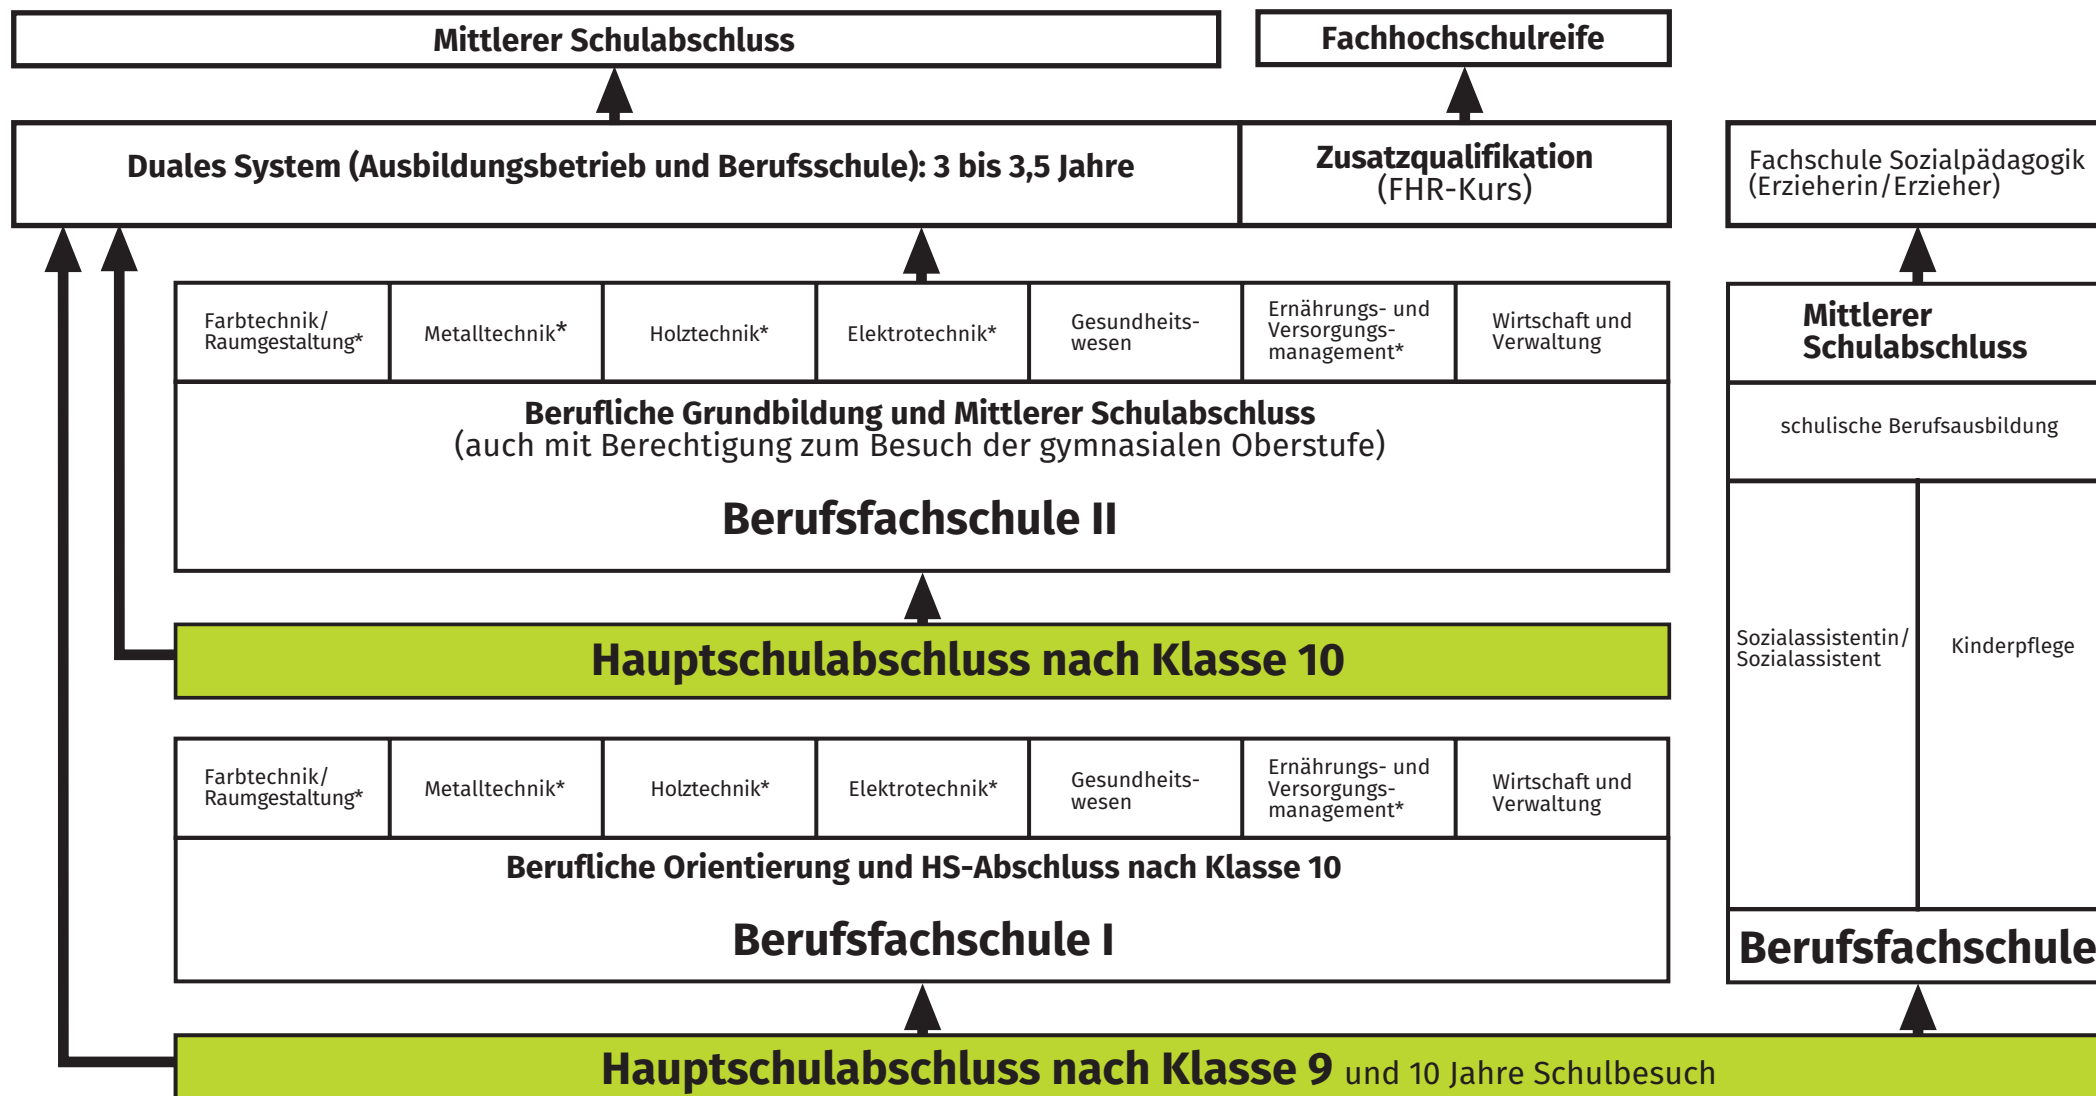 Mittlerer Schulabschluss
Fachhochschulreife
Duales System (Ausbildungsbetrieb und Berufsschule): 3 bis 3,5 Jahre
Zusatzqualifikation
(FHR-Kurs)
Fachschule Sozialpädagogik
(Erzieherin/Erzieher)
Farbtechnik/
Raumgestaltung*
Metalltechnik*
Holztechnik*
Elektrotechnik*
Gesundheits-
wesen
Ernährungs- und
Versorgungs-
management*
Wirtschaft und
Verwaltung
Mittlerer
Schulabschluss
Berufliche Grundbildung und Mittlerer Schulabschluss
(auch mit Berechtigung zum Besuch der gymnasialen Oberstufe)
Berufsfachschule II
schulische Berufsausbildung
Hauptschulabschluss nach Klasse 10
Sozialassistentin/
Sozialassistent
Kinderpflege
Farbtechnik/
Raumgestaltung*
Metalltechnik*
Holztechnik*
Elektrotechnik*
Gesundheits-
wesen
Ernährungs- und
Versorgungs-
management*
Wirtschaft und
Verwaltung
Berufliche Orientierung und HS-Abschluss nach Klasse 10
Berufsfachschule I
Berufsfachschule
Hauptschulabschluss nach Klasse 9 und 10 Jahre Schulbesuch